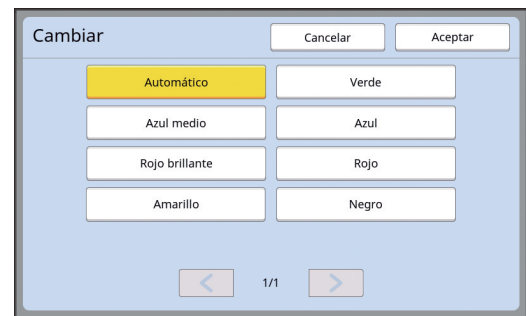 Cambiar
Cancelar
Aceptar
Automático
Verde
Azul medio
Azul
Rojo brillante
Rojo
Amarillo
Negro
1/1